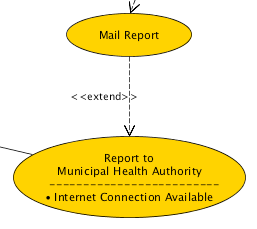 Mail Report
<<extend>>
Report to
Municipal Health Authority
• Internet Connection Available